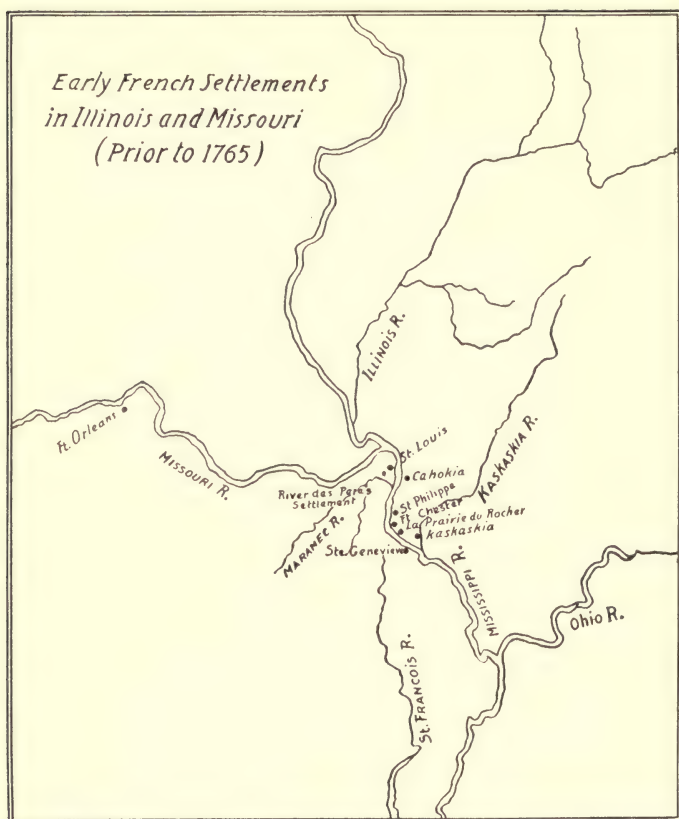 Early French Settlements
in Illinois and Missouri
(Prior to 1765)
ILLINOIS R.
Ft. Orleans
MISSOURI R.
St. Louis
Cahokia
KASKASKIA R.
River des Peres
Settlement
St Philippe
Ft. Chester
La Prairie du Rocher
Kaskaskia
MARAMEC R.
Ste. Genevieve
MISSISSIPPI R.
Ohio R.
St. FRANCOIS R.